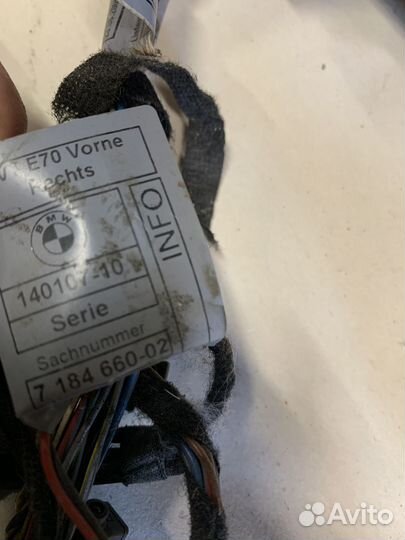 E70 Vorne
Rechts
BMW
INFO
140107-10
Serie
Sachnummer
7 184 660-02
Avito